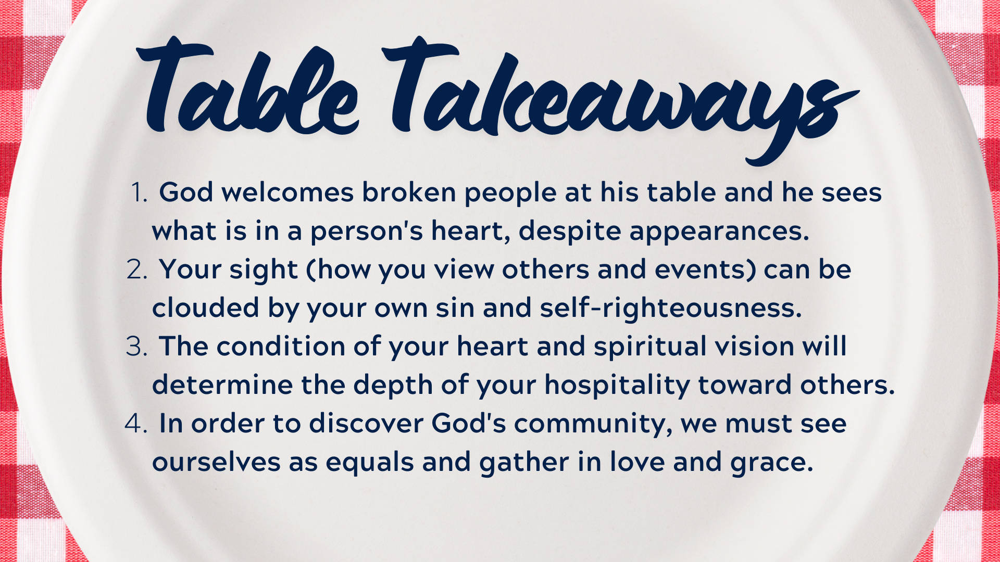 Table Takeaways
1. God welcomes broken people at his table and he sees
what is in a person's heart, despite appearances.
2. Your sight (how you view others and events) can be
clouded by your own sin and self-righteousness.
3. The condition of your heart and spiritual vision will
determine the depth of your hospitality toward others.
4. In order to discover God's community, we must see
ourselves as equals and gather in love and grace.